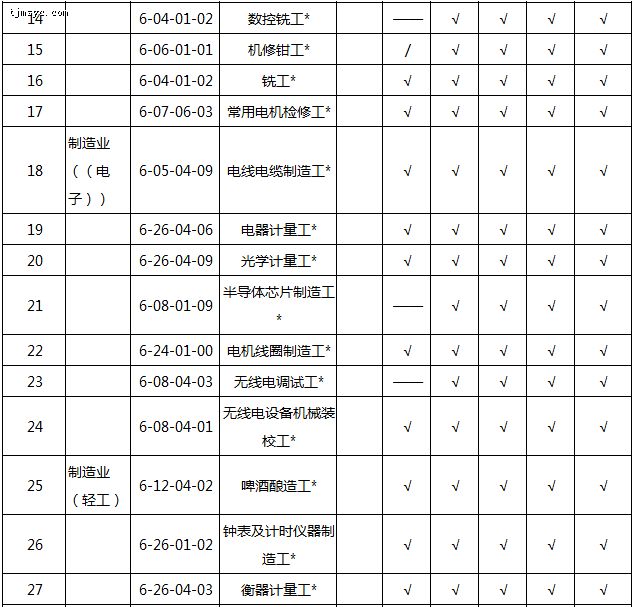 tjmsyp.com
14 6-04-01-02 数控铣工* —— √ √ √ √
15 6-06-01-01 机修钳工* / √ √ √ √
16 6-04-01-02 铣工* √ √ √ √ √
17 6-07-06-03 常用电机检修工* √ √ √ √ √
制造业
18 （（电 6-05-04-09 电线电缆制造工* √ √ √ √ √
子））
19 6-26-04-06 电器计量工* √ √ √ √ √
20 6-26-04-09 光学计量工* √ √ √ √ √
半导体芯片制造工
21 6-08-01-09 —— √ √ √ √
*
22 6-24-01-00 电机线圈制造工* √ √ √ √ √
23 6-08-04-03 无线电调试工* —— √ √ √ √
无线电设备机械装
24 6-08-04-01 √ √ √ √ √
校工*
制造业
25 6-12-04-02 啤酒酿造工* √ √ √ √ √
（轻工）
钟表及计时仪器制
26 6-26-01-02 √ √ √ √ √
造工*
27 6-26-04-03 衡器计量工* √ √ √ √ √